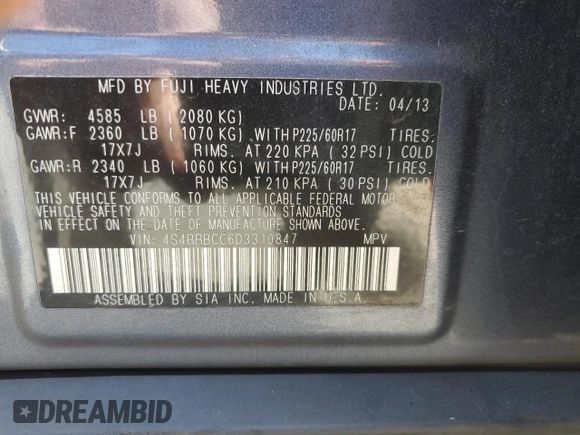 MFD BY FUJI HEAVY INDUSTRIES LTD.
DATE: 04/13
GVWR: 4585 LB ( 2080 KG)
GAWR:F 2360 LB ( 1070 KG) WITH P225/60R17 TIRES.
17X7J RIMS. AT 220 KPA ( 32 PSI) COLD
GAWR:R 2340 LB ( 1060 KG) WITH P225/60R17 TIRES.
17X7J RIMS. AT 210 KPA ( 30 PSI) COLD
THIS VEHICLE CONFORMS TO ALL APPLICABLE FEDERAL MOTOR
VEHICLE SAFETY AND THEFT PREVENTION STANDARDS
IN EFFECT ON THE DATE OF MANUFACTURE SHOWN ABOVE.
VIN: 4S4BRBCC6D3310847 MPV
ASSEMBLED BY SIA INC. MADE IN U.S.A.
DREAMBID